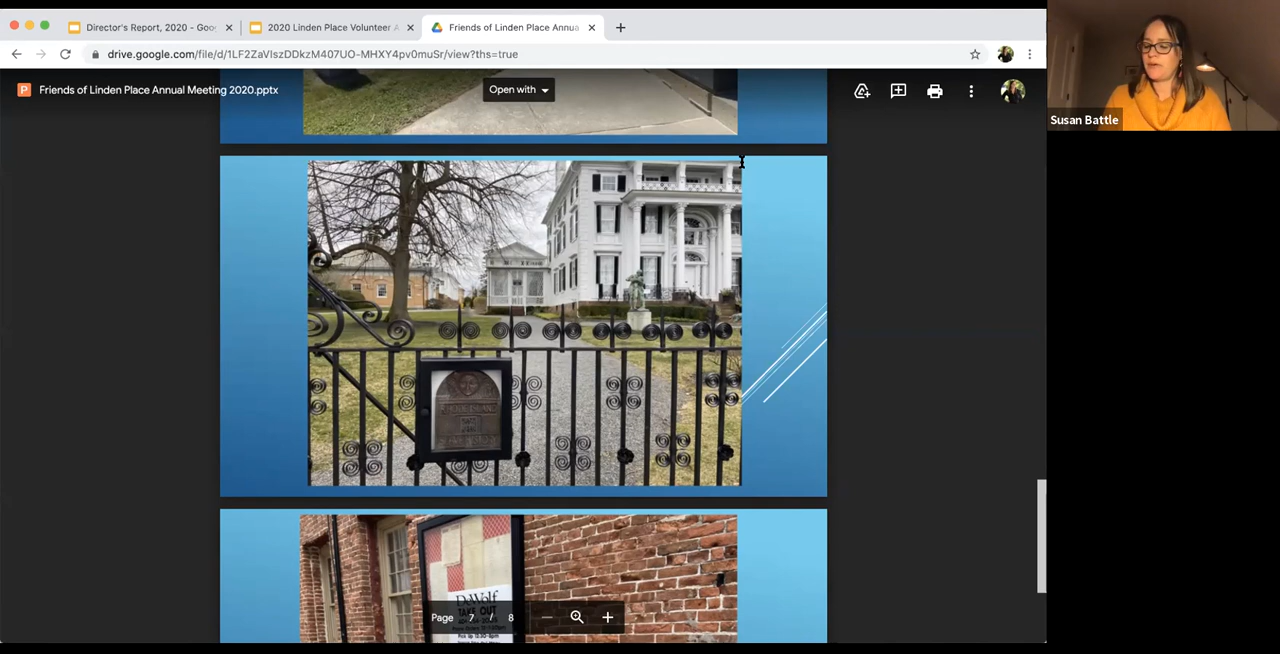 Director's Report, 2020 - Goo
2020 Linden Place Volunteer A
Friends of Linden Place Annua
drive.google.com/file/d/1LF2ZaVIszDDkzM407UO-MHXY4pv0muSr/view?ths=true
P
Friends of Linden Place Annual Meeting 2020.pptx
Open with
Susan Battle
RHODE ISLAND
DeWolf
TAKE OUT
Page 7 / 8